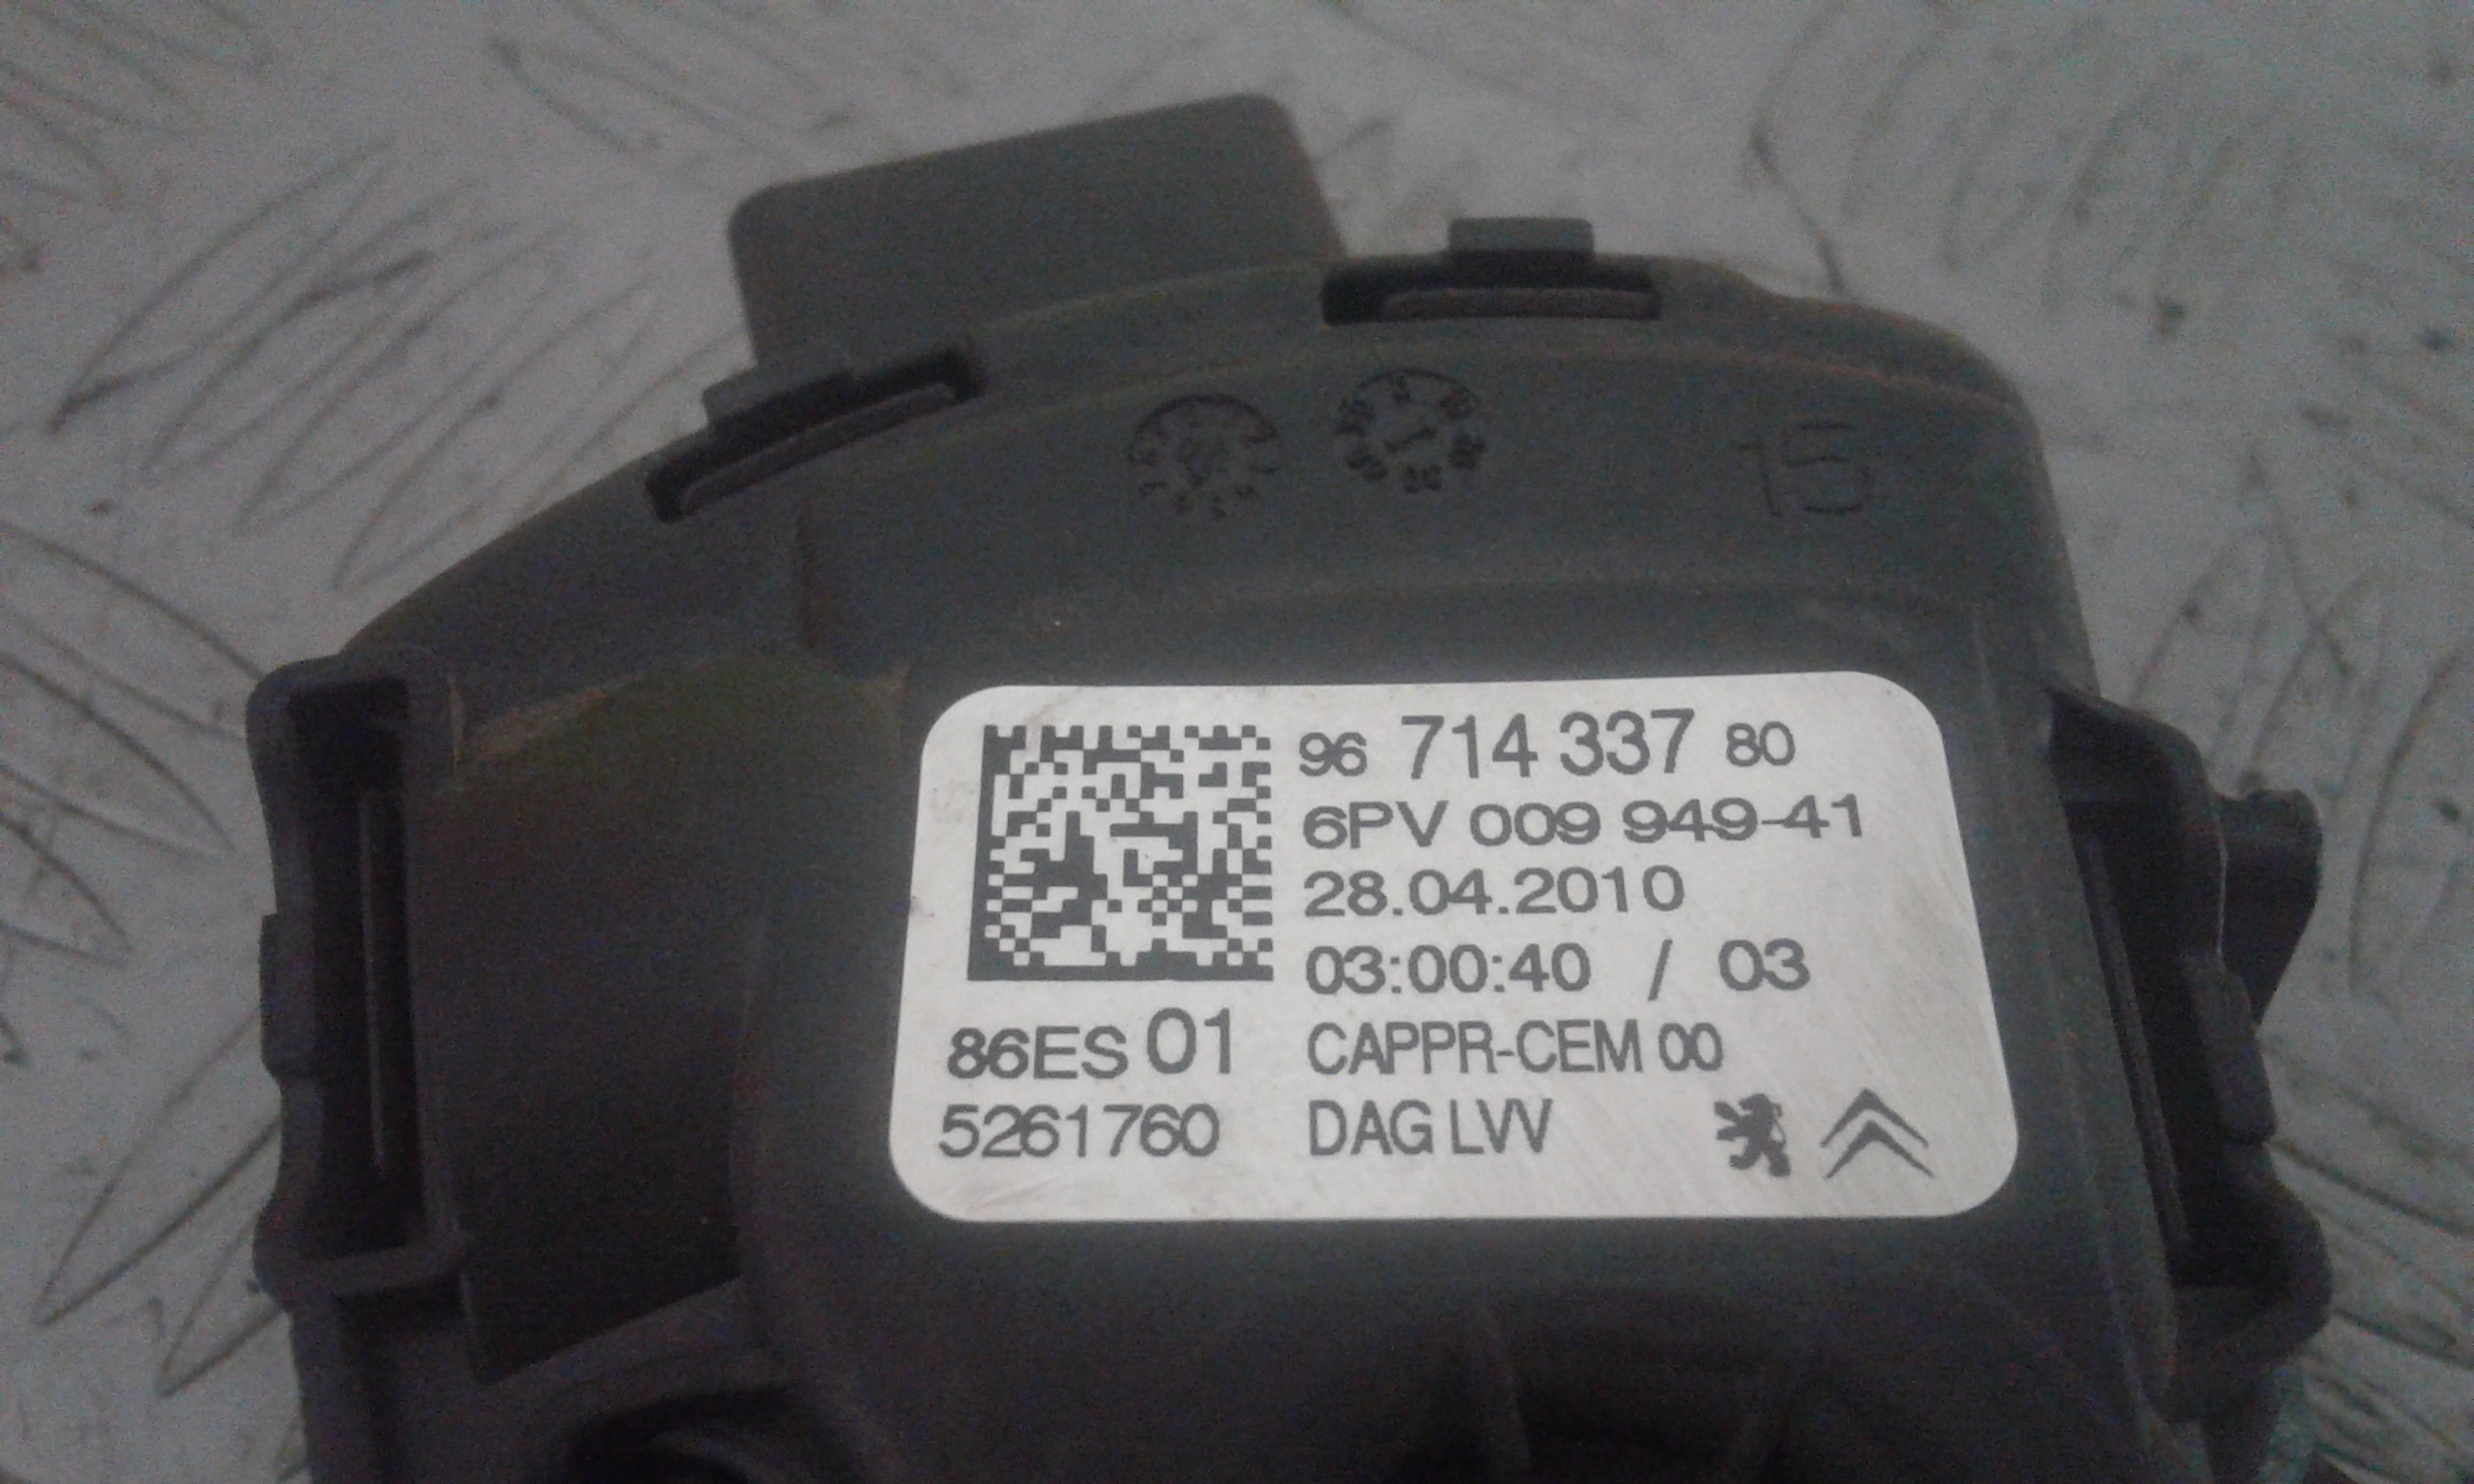 15
96 714 337 80
6PV 009 949-41
28.04.2010
03:00:40 / 03
86ES 01 CAPPR-CEM 00
5261760 DAG LVV